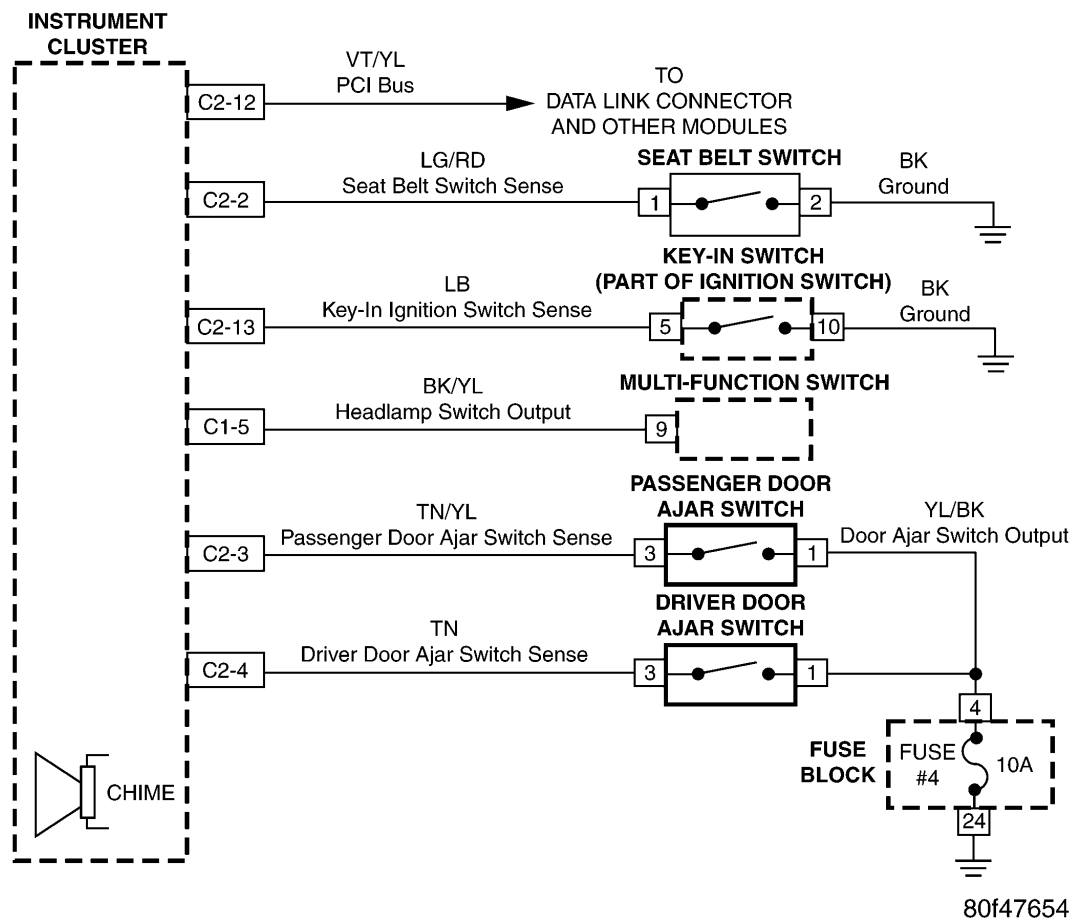 INSTRUMENT
CLUSTER
C2-12
VT/YL
PCI Bus
TO
DATA LINK CONNECTOR
AND OTHER MODULES
C2-2
LG/RD
Seat Belt Switch Sense
SEAT BELT SWITCH
1
2
BK
Ground
C2-13
LB
Key-In Ignition Switch Sense
KEY-IN SWITCH
(PART OF IGNITION SWITCH)
5
10
BK
Ground
C1-5
BK/YL
Headlamp Switch Output
MULTI-FUNCTION SWITCH
9
C2-3
TN/YL
Passenger Door Ajar Switch Sense
PASSENGER DOOR
AJAR SWITCH
3
1
YL/BK
Door Ajar Switch Output
C2-4
TN
Driver Door Ajar Switch Sense
DRIVER DOOR
AJAR SWITCH
3
1
4
FUSE
BLOCK
FUSE
#4
10A
24
CHIME
80f47654